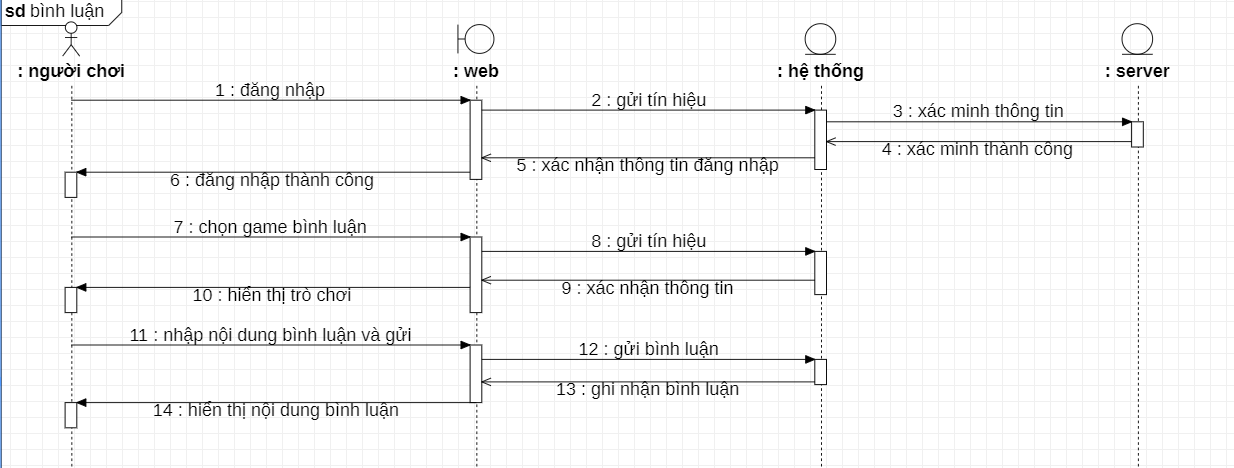 sd bình luận
: người chơi
: web
: hệ thống
: server
1 : đăng nhập
2 : gửi tín hiệu
3 : xác minh thông tin
4 : xác minh thành công
5 : xác nhận thông tin đăng nhập
6 : đăng nhập thành công
7 : chọn game bình luận
8 : gửi tín hiệu
9 : xác nhận thông tin
10 : hiển thị trò chơi
11 : nhập nội dung bình luận và gửi
12 : gửi bình luận
13 : ghi nhận bình luận
14 : hiển thị nội dung bình luận